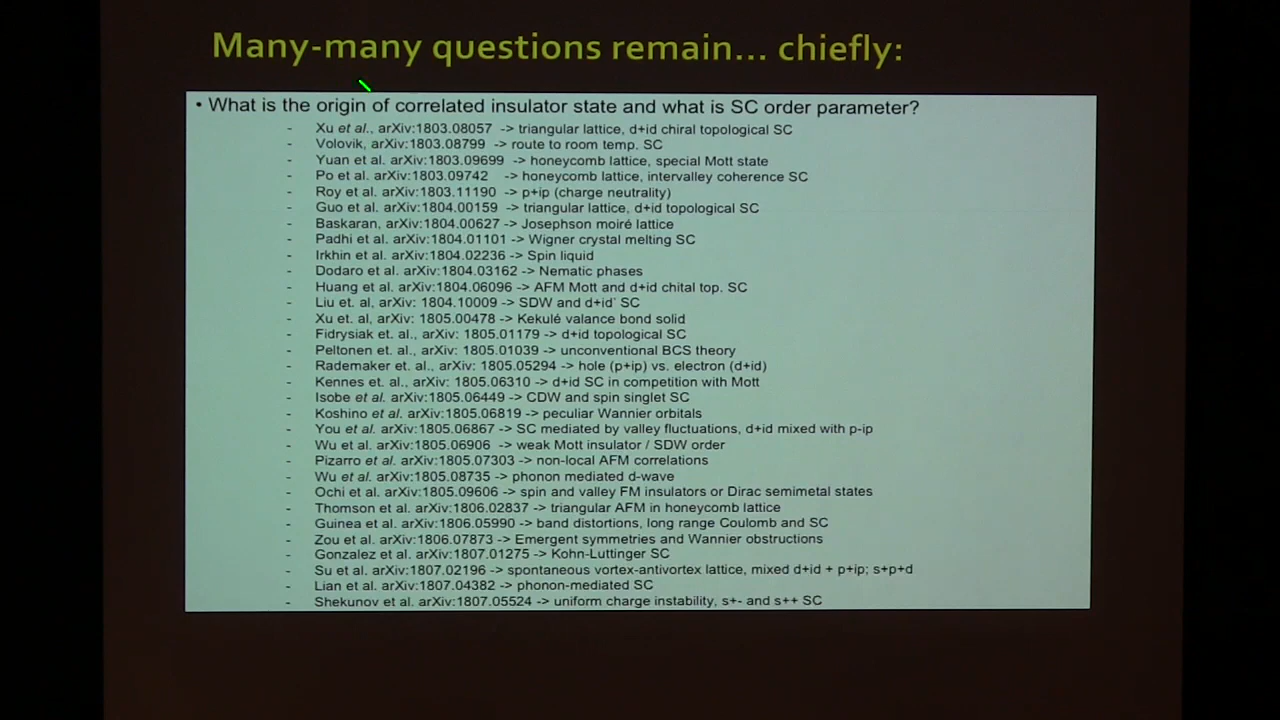 Many-many questions remain... chiefly:
• What is the origin of correlated insulator state and what is SC order parameter?
- Xu et al., arXiv:1803.08057 -> triangular lattice, d+id chiral topological SC
- Volovik, arXiv:1803.08799 -> route to room temp. SC
- Yuan et al. arXiv:1803.09699 -> honeycomb lattice, special Mott state
- Po et al. arXiv:1803.09742 -> honeycomb lattice, intervalley coherence SC
- Roy et al. arXiv:1803.11190 -> p+ip (charge neutrality)
- Guo et al. arXiv:1804.00159 -> triangular lattice, d+id topological SC
- Baskaran, arXiv:1804.00627 -> Josephson moiré lattice
- Padhi et al. arXiv:1804.01101 -> Wigner crystal melting SC
- Irkhin et al. arXiv:1804.02236 -> Spin liquid
- Dodaro et al. arXiv:1804.03162 -> Nematic phases
- Huang et al. arXiv:1804.06096 -> AFM Mott and d+id chital top. SC
- Liu et. al, arXiv: 1804.10009 -> SDW and d+id' SC
- Xu et. al, arXiv: 1805.00478 -> Kekulé valance bond solid
- Fidrysiak et. al., arXiv: 1805.01179 -> d+id topological SC
- Peltonen et. al., arXiv: 1805.01039 -> unconventional BCS theory
- Rademaker et. al., arXiv: 1805.05294 -> hole (p+ip) vs. electron (d+id)
- Kennes et. al., arXiv: 1805.06310 -> d+id SC in competition with Mott
- Isobe et al. arXiv:1805.06449 -> CDW and spin singlet SC
- Koshino et al. arXiv:1805.06819 -> peculiar Wannier orbitals
- You et al. arXiv:1805.06867 -> SC mediated by valley fluctuations, d+id mixed with p-ip
- Wu et al. arXiv:1805.06906 -> weak Mott insulator / SDW order
- Pizarro et al. arXiv:1805.07303 -> non-local AFM correlations
- Wu et al. arXiv:1805.08735 -> phonon mediated d-wave
- Ochi et al. arXiv:1805.09606 -> spin and valley FM insulators or Dirac semimetal states
- Thomson et al. arXiv:1806.02837 -> triangular AFM in honeycomb lattice
- Guinea et al. arXiv:1806.05990 -> band distortions, long range Coulomb and SC
- Zou et al. arXiv:1806.07873 -> Emergent symmetries and Wannier obstructions
- Gonzalez et al. arXiv:1807.01275 -> Kohn-Luttinger SC
- Su et al. arXiv:1807.02196 -> spontaneous vortex-antivortex lattice, mixed d+id + p+ip; s+p+d
- Lian et al. arXiv:1807.04382 -> phonon-mediated SC
- Shekunov et al. arXiv:1807.05524 -> uniform charge instability, s+- and s++ SC